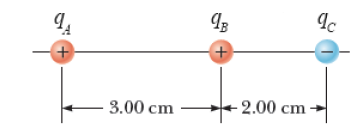 q_A q_B q_C
+ + −
3.00 cm 2.00 cm